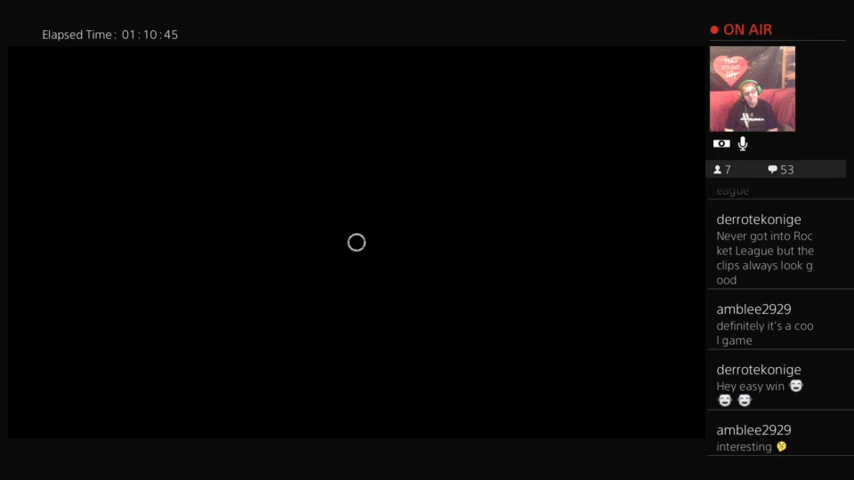 Elapsed Time: 01:10:45
ON AIR
7
53
eague
derrotekonige
Never got into Roc
ket League but the
clips always look g
ood
amblee2929
definitely it's a coo
l game
derrotekonige
Hey easy win
amblee2929
interesting